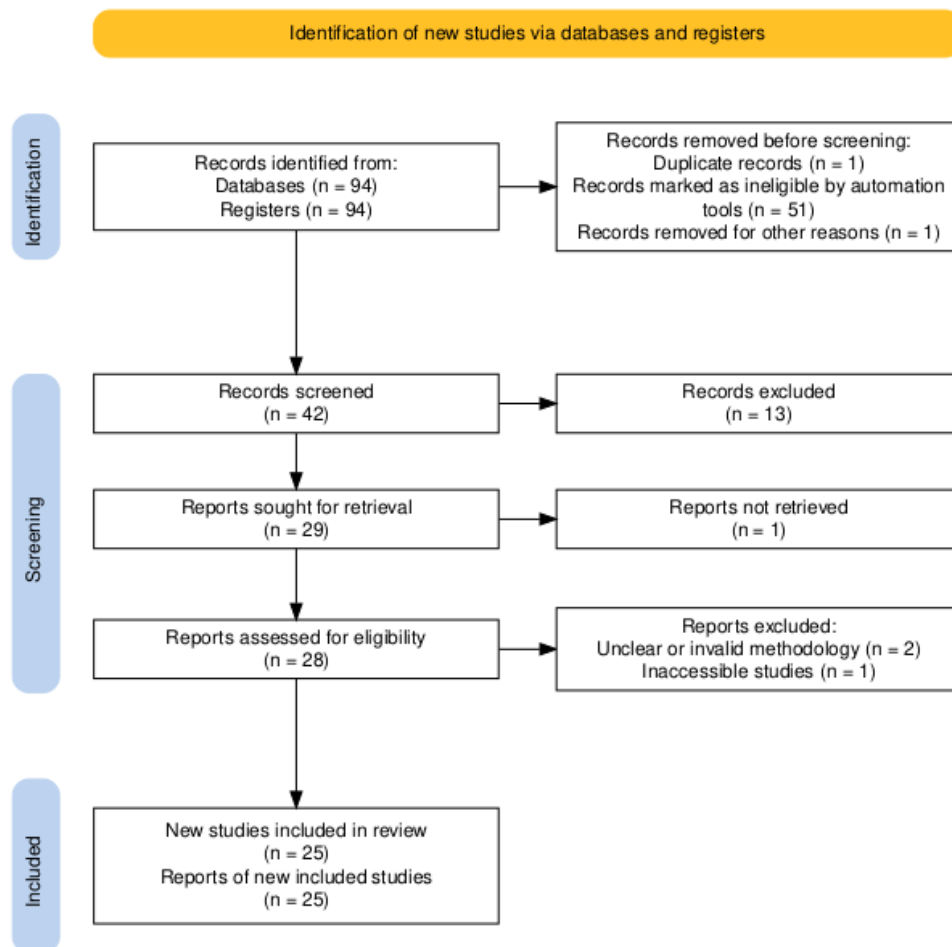 Identification of new studies via databases and registers
Identification
Records identified from:
Databases (n = 94)
Registers (n = 94)
Records removed before screening:
Duplicate records (n = 1)
Records marked as ineligible by automation
tools (n = 51)
Records removed for other reasons (n = 1)
Screening
Records screened
(n = 42)
Records excluded
(n = 13)
Reports sought for retrieval
(n = 29)
Reports not retrieved
(n = 1)
Reports assessed for eligibility
(n = 28)
Reports excluded:
Unclear or invalid methodology (n = 2)
Inaccessible studies (n = 1)
Included
New studies included in review
(n = 25)
Reports of new included studies
(n = 25)